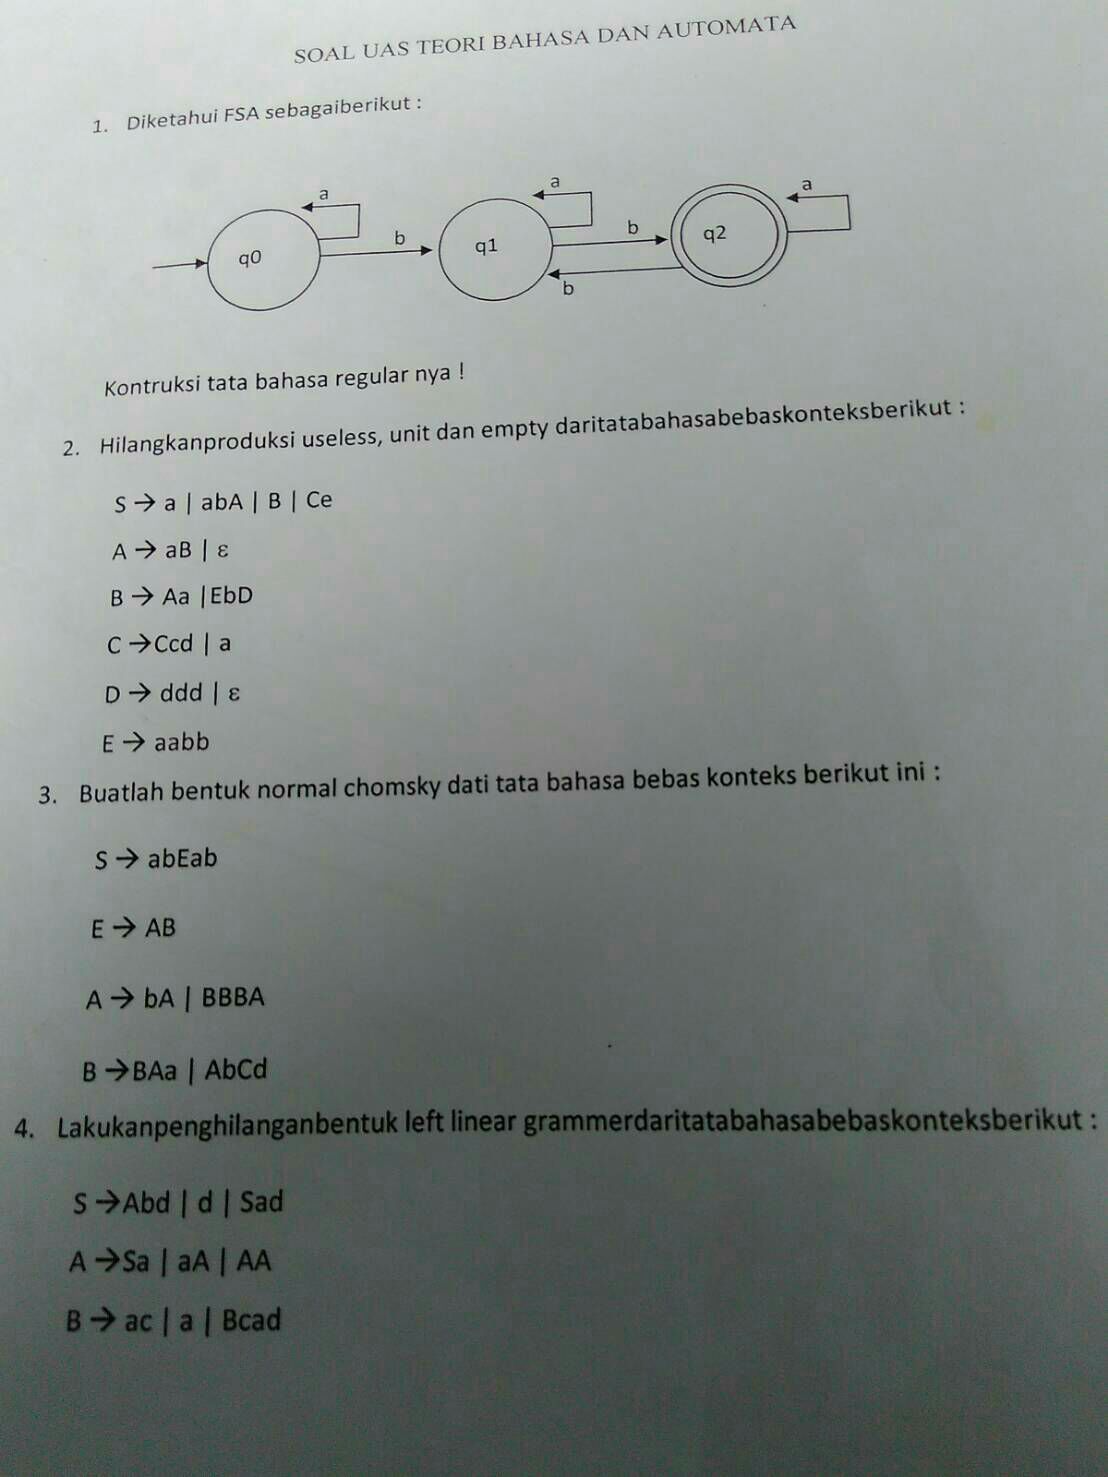 SOAL UAS TEORI BAHASA DAN AUTOMATA
1. Diketahui FSA sebagaiberikut :
a
a
a
b
b
q0
q1
q2
b
Kontruksi tata bahasa regular nya !
2. Hilangkanproduksi useless, unit dan empty daritatabahasabebaskonteksberikut :
S → a | abA | B | Ce
A → aB | ε
B → Aa |EbD
C →Ccd | a
D → ddd | ε
E → aabb
3. Buatlah bentuk normal chomsky dati tata bahasa bebas konteks berikut ini :
S → abEab
E → AB
A → bA | BBBA
B →BAa | AbCd
4. Lakukanpenghilanganbentuk left linear grammerdaritatabahasabebaskonteksberikut :
S →Abd | d | Sad
A →Sa | aA | AA
B → ac | a | Bcad